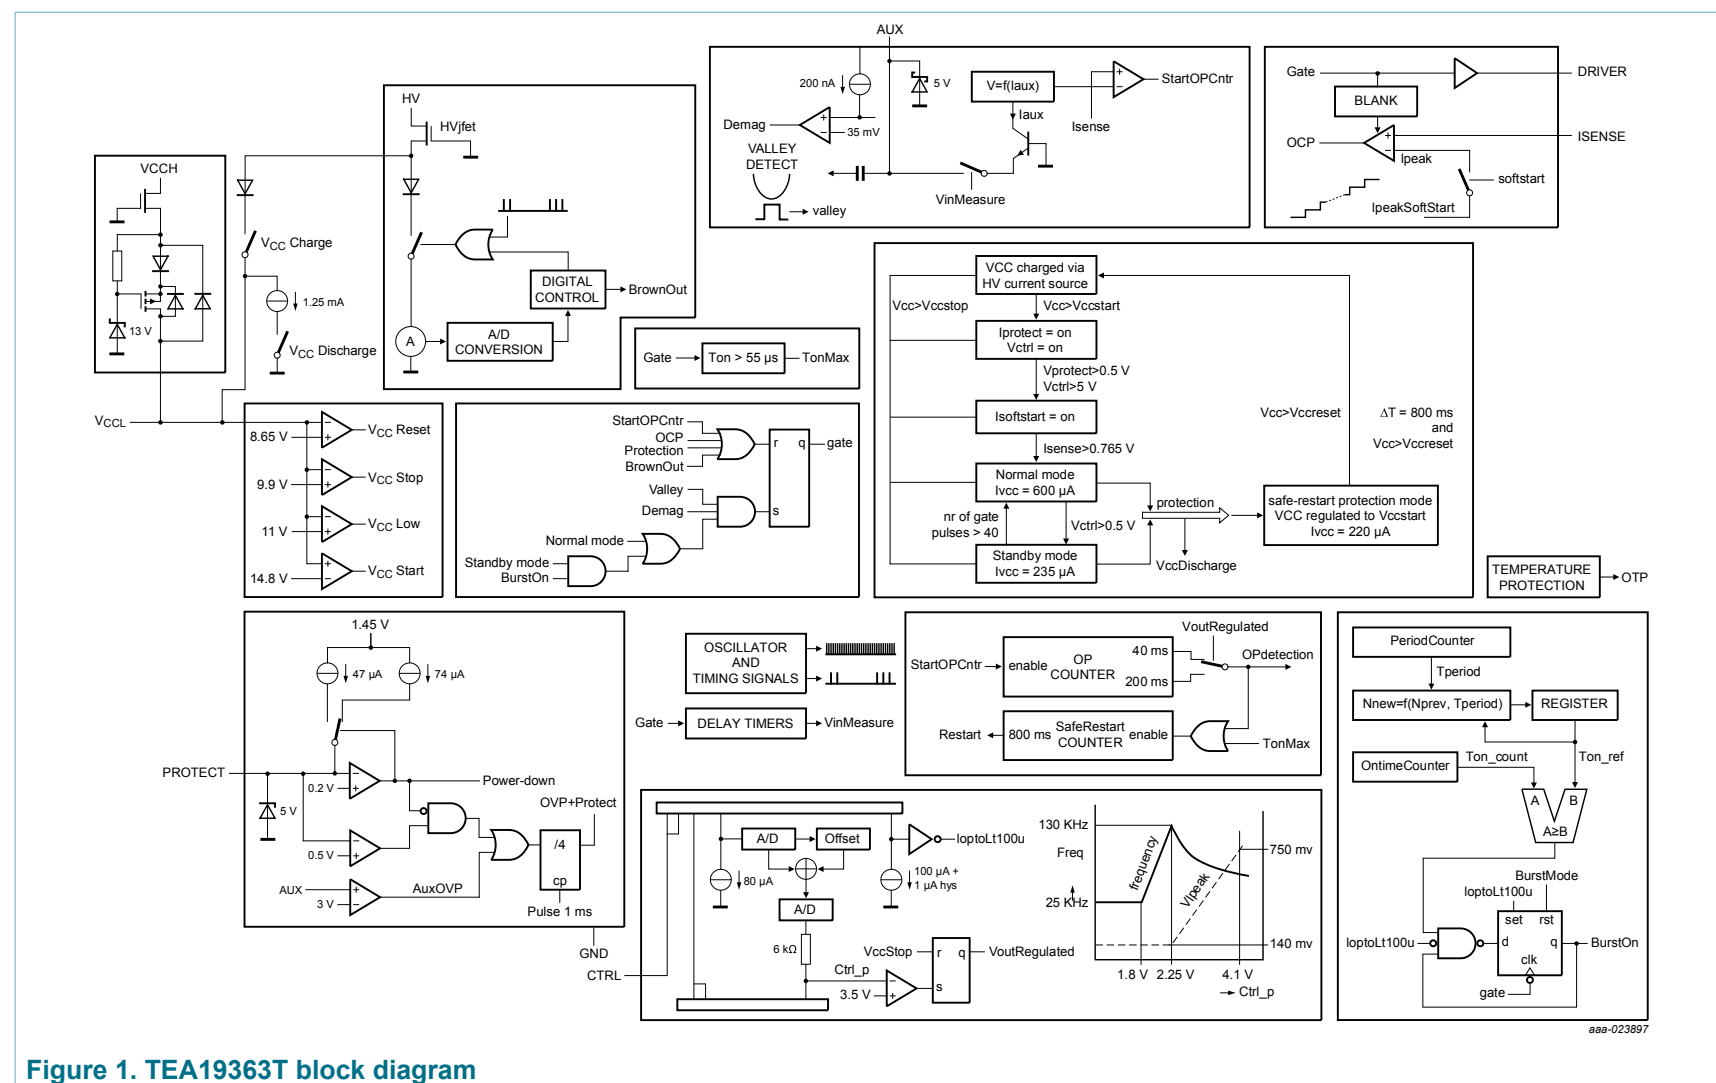 AUX
200 nA
5 V
V=f(Iaux)
StartOPCntr
Demag
35 mV
Iaux
Isense
VALLEY
DETECT
VinMeasure
valley
Gate
DRIVER
BLANK
OCP
ISENSE
Ipeak
softstart
IpeakSoftStart
HV
HVjfet
VCCH
VCC Charge
1.25 mA
VCC Discharge
13 V
DIGITAL
CONTROL
BrownOut
A
A/D
CONVERSION
Gate
Ton > 55 µs
TonMax
VCC charged via
HV current source
Vcc>Vccstop
Vcc>Vccstart
Iprotect = on
Vctrl = on
Vprotect>0.5 V
Vctrl>5 V
Isoftstart = on
Isense>0.765 V
Normal mode
Ivcc = 600 µA
nr of gate
pulses > 40
Vctrl>0.5 V
Standby mode
Ivcc = 235 µA
protection
VccDischarge
Vcc>Vccreset
ΔT = 800 ms
and
Vcc>Vccreset
safe-restart protection mode
VCC regulated to Vccstart
Ivcc = 220 µA
TEMPERATURE
PROTECTION
OTP
VCCL
8.65 V
VCC Reset
9.9 V
VCC Stop
11 V
VCC Low
14.8 V
VCC Start
StartOPCntr
OCP
Protection
BrownOut
r
q
gate
Valley
Demag
s
Normal mode
Standby mode
BurstOn
1.45 V
47 µA
74 µA
PROTECT
0.2 V
Power-down
5 V
OVP+Protect
0.5 V
/4
cp
AUX
3 V
AuxOVP
Pulse 1 ms
GND
OSCILLATOR
AND
TIMING SIGNALS
Gate
DELAY TIMERS
VinMeasure
VoutRegulated
StartOPCntr
enable
OP
COUNTER
40 ms
200 ms
OPdetection
Restart
800 ms
SafeRestart
COUNTER
enable
TonMax
CTRL
A/D
Offset
IoptoLt100u
80 µA
100 µA +
1 µA hys
A/D
6 kΩ
Ctrl_p
3.5 V
VccStop
r
q
VoutRegulated
s
130 KHz
Freq
25 KHz
frequency
VIpeak
750 mv
140 mv
1.8 V
2.25 V
4.1 V
Ctrl_p
PeriodCounter
Tperiod
Nnew=f(Nprev, Tperiod)
REGISTER
OntimeCounter
Ton_count
Ton_ref
A
B
A≥B
BurstMode
IoptoLt100u
set
rst
IoptoLt100u
d
q
BurstOn
clk
gate
aaa-023897
Figure 1. TEA19363T block diagram